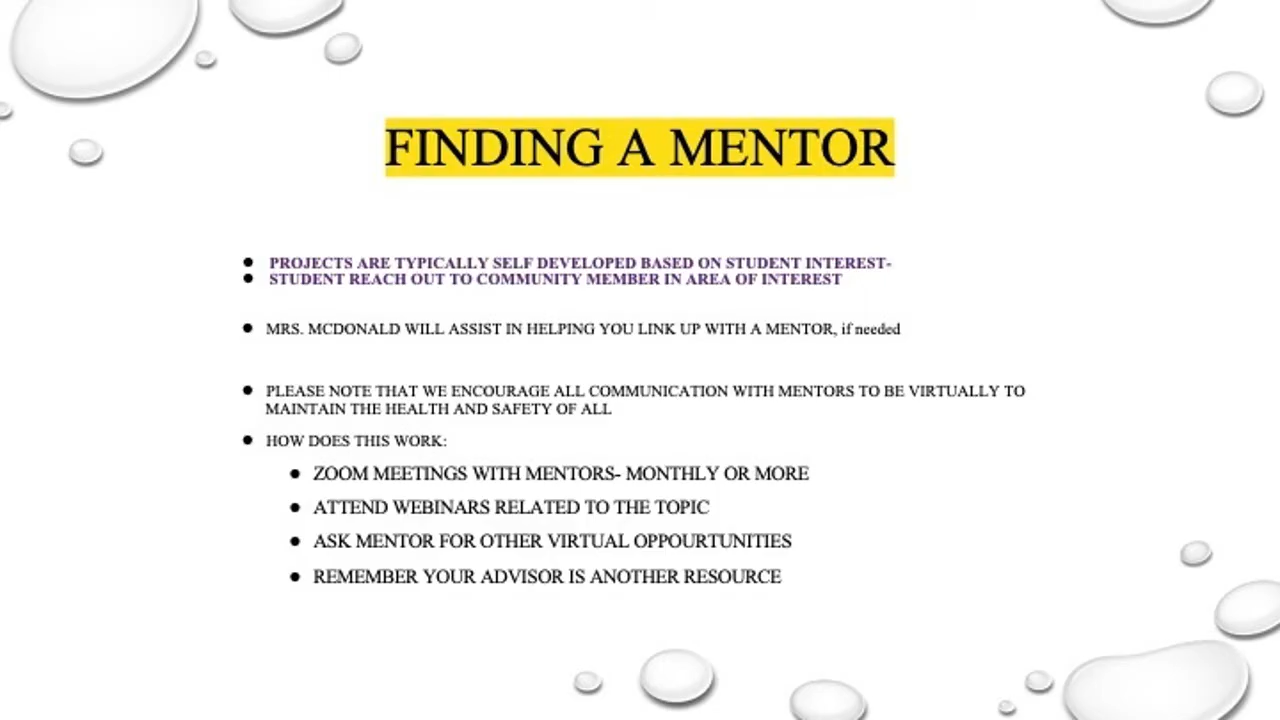 FINDING A MENTOR
● PROJECTS ARE TYPICALLY SELF DEVELOPED BASED ON STUDENT INTEREST-
● STUDENT REACH OUT TO COMMUNITY MEMBER IN AREA OF INTEREST
● MRS. MCDONALD WILL ASSIST IN HELPING YOU LINK UP WITH A MENTOR, if needed
● PLEASE NOTE THAT WE ENCOURAGE ALL COMMUNICATION WITH MENTORS TO BE VIRTUALLY TO
MAINTAIN THE HEALTH AND SAFETY OF ALL
● HOW DOES THIS WORK:
● ZOOM MEETINGS WITH MENTORS- MONTHLY OR MORE
● ATTEND WEBINARS RELATED TO THE TOPIC
● ASK MENTOR FOR OTHER VIRTUAL OPPOURTUNITIES
● REMEMBER YOUR ADVISOR IS ANOTHER RESOURCE